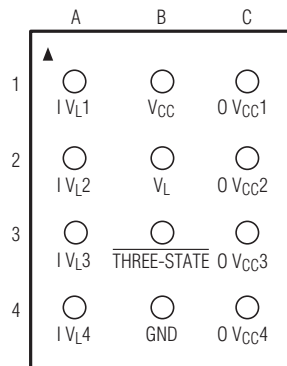 A B C
1
I VL1 VCC O VCC1
2
I VL2 VL O VCC2
3
I VL3 THREE-STATE O VCC3
4
I VL4 GND O VCC4